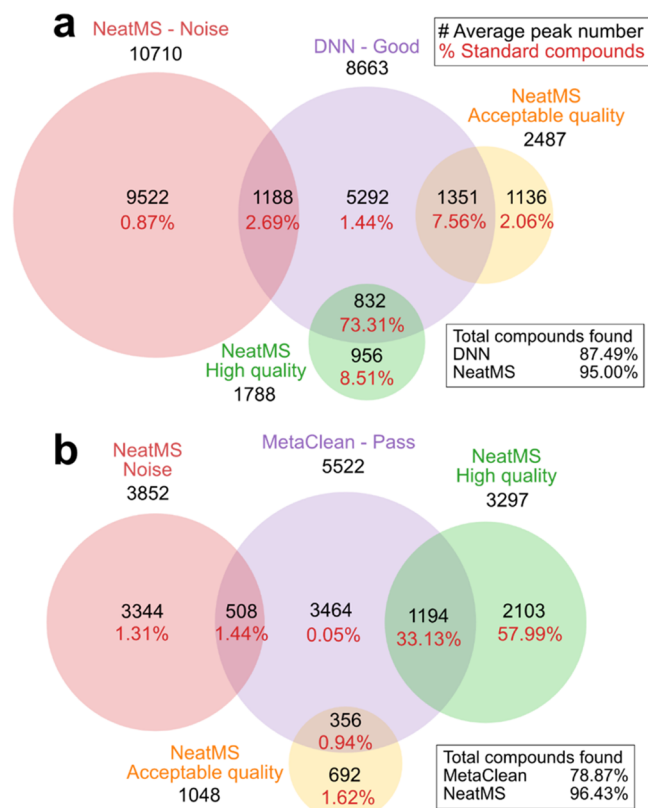 a
NeatMS - Noise
10710
DNN - Good
8663
# Average peak number
% Standard compounds
NeatMS
Acceptable quality
2487
9522
0.87%
1188
2.69%
5292
1.44%
1351
7.56%
1136
2.06%
832
73.31%
956
8.51%
NeatMS
High quality
1788
Total compounds found
DNN 87.49%
NeatMS 95.00%
b
NeatMS
Noise
3852
MetaClean - Pass
5522
NeatMS
High quality
3297
3344
1.31%
508
1.44%
3464
0.05%
1194
33.13%
2103
57.99%
356
0.94%
692
1.62%
NeatMS
Acceptable quality
1048
Total compounds found
MetaClean 78.87%
NeatMS 96.43%